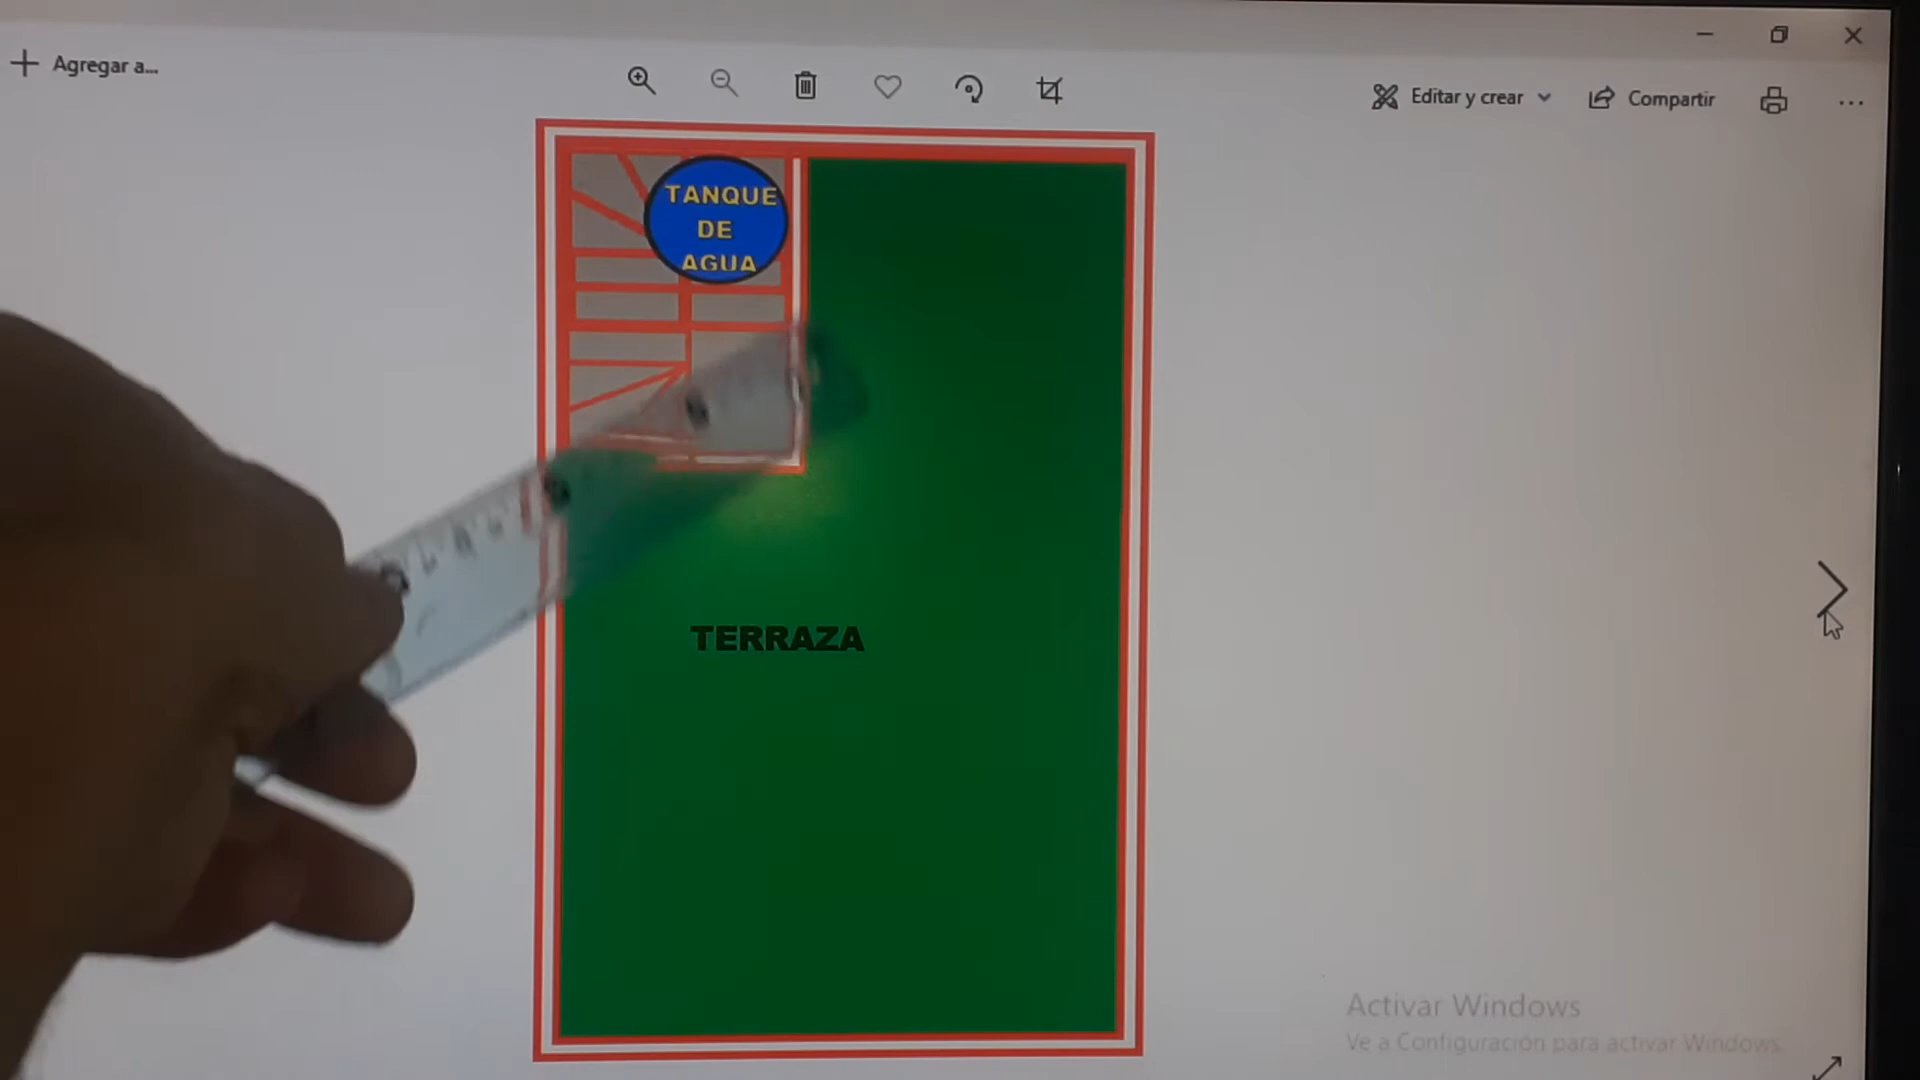 Agregar a...
Editar y crear
Compartir
TANQUE
DE
AGUA
TERRAZA
Activar Windows
Ve a Configuración para activar Windows.